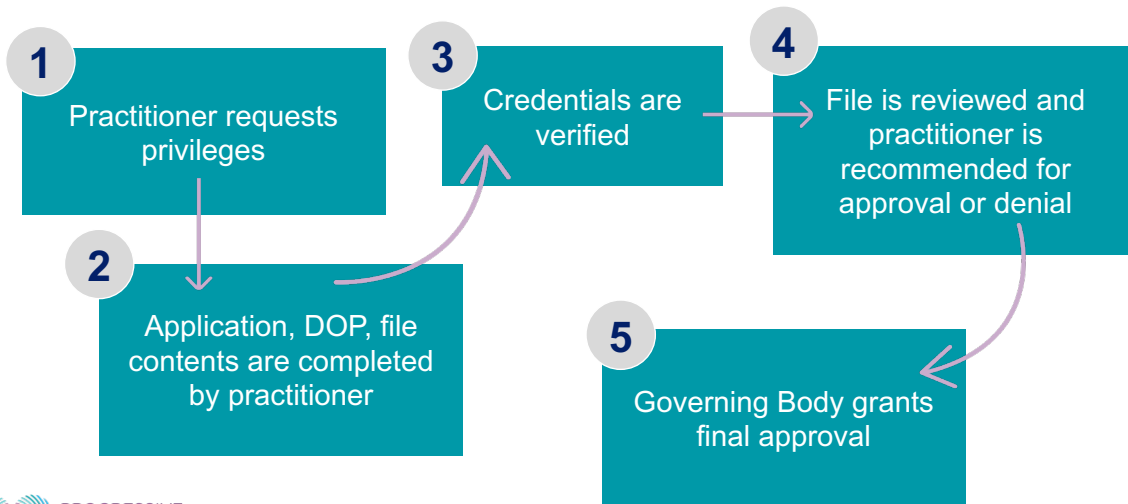 1
Practitioner requests
privileges
2
Application, DOP, file
contents are completed
by practitioner
3
Credentials are
verified
4
File is reviewed and
practitioner is
recommended for
approval or denial
5
Governing Body grants
final approval